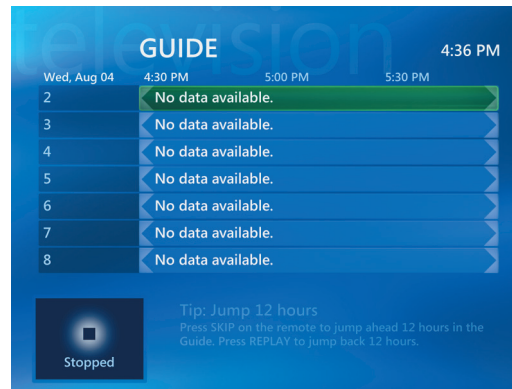 television
GUIDE 4:36 PM
Wed, Aug 04 4:30 PM 5:00 PM 5:30 PM
2 No data available.
3 No data available.
4 No data available.
5 No data available.
6 No data available.
7 No data available.
8 No data available.
Tip: Jump 12 hours
Press SKIP on the remote to jump ahead 12 hours in the
Guide. Press REPLAY to jump back 12 hours.
Stopped